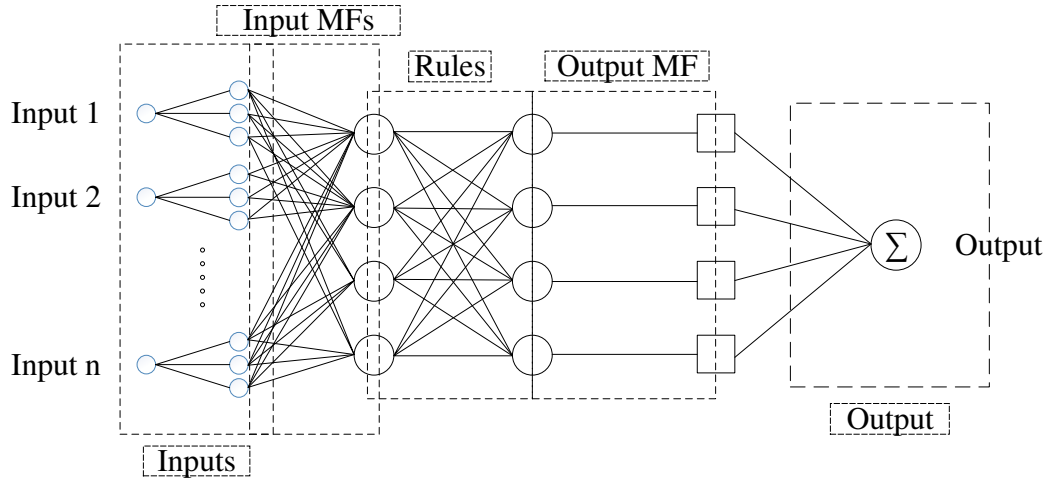 Input MFs
Rules
Output MF
Input 1
Input 2
Input n
Σ
Output
Output
Inputs